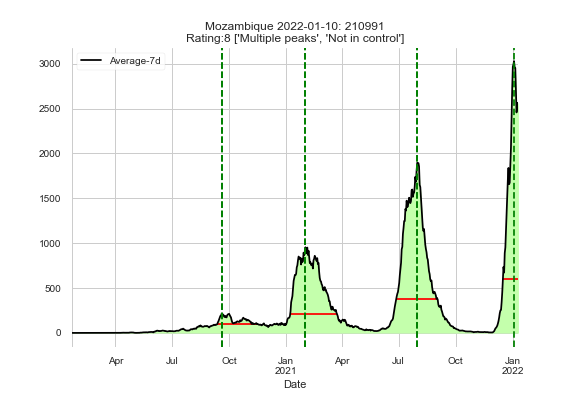 Mozambique 2022-01-10: 210991
Rating:8 ['Multiple peaks', 'Not in control']
Average-7d
3000
2500
2000
1500
1000
500
0
Apr Jul Oct Jan Apr Jul Oct Jan
2021 2022
Date